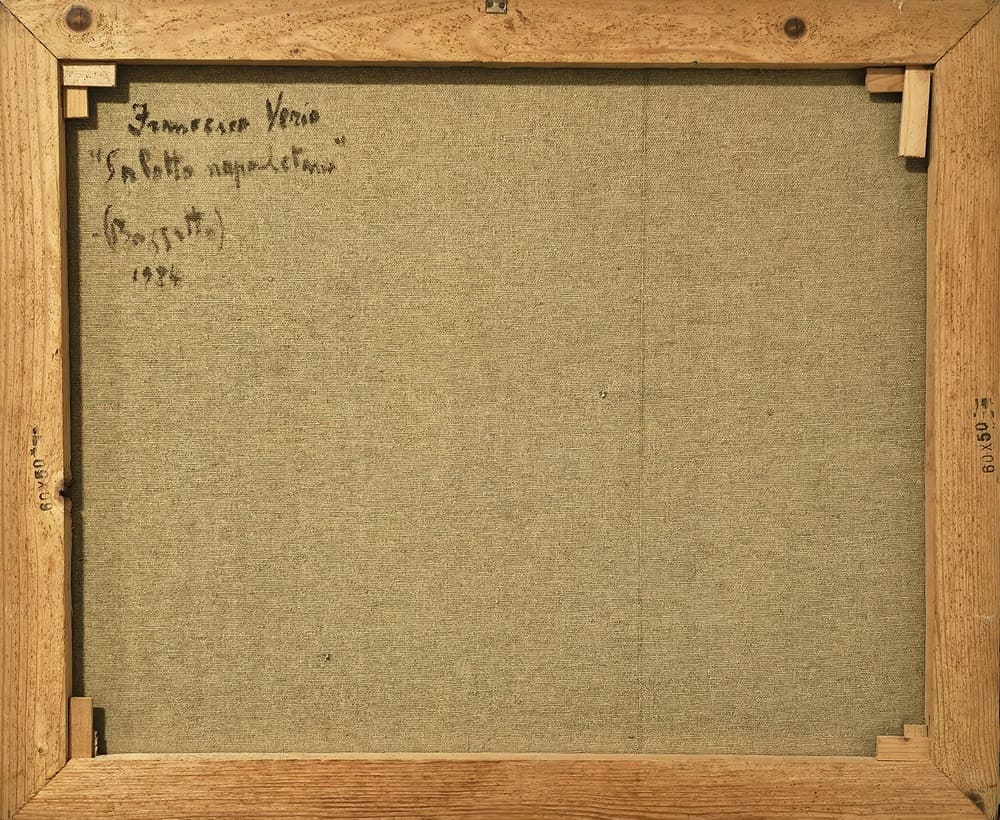 Francesco Verio
"Salotto napoletano"
(Bozzetto)
1984
60X50
60X50